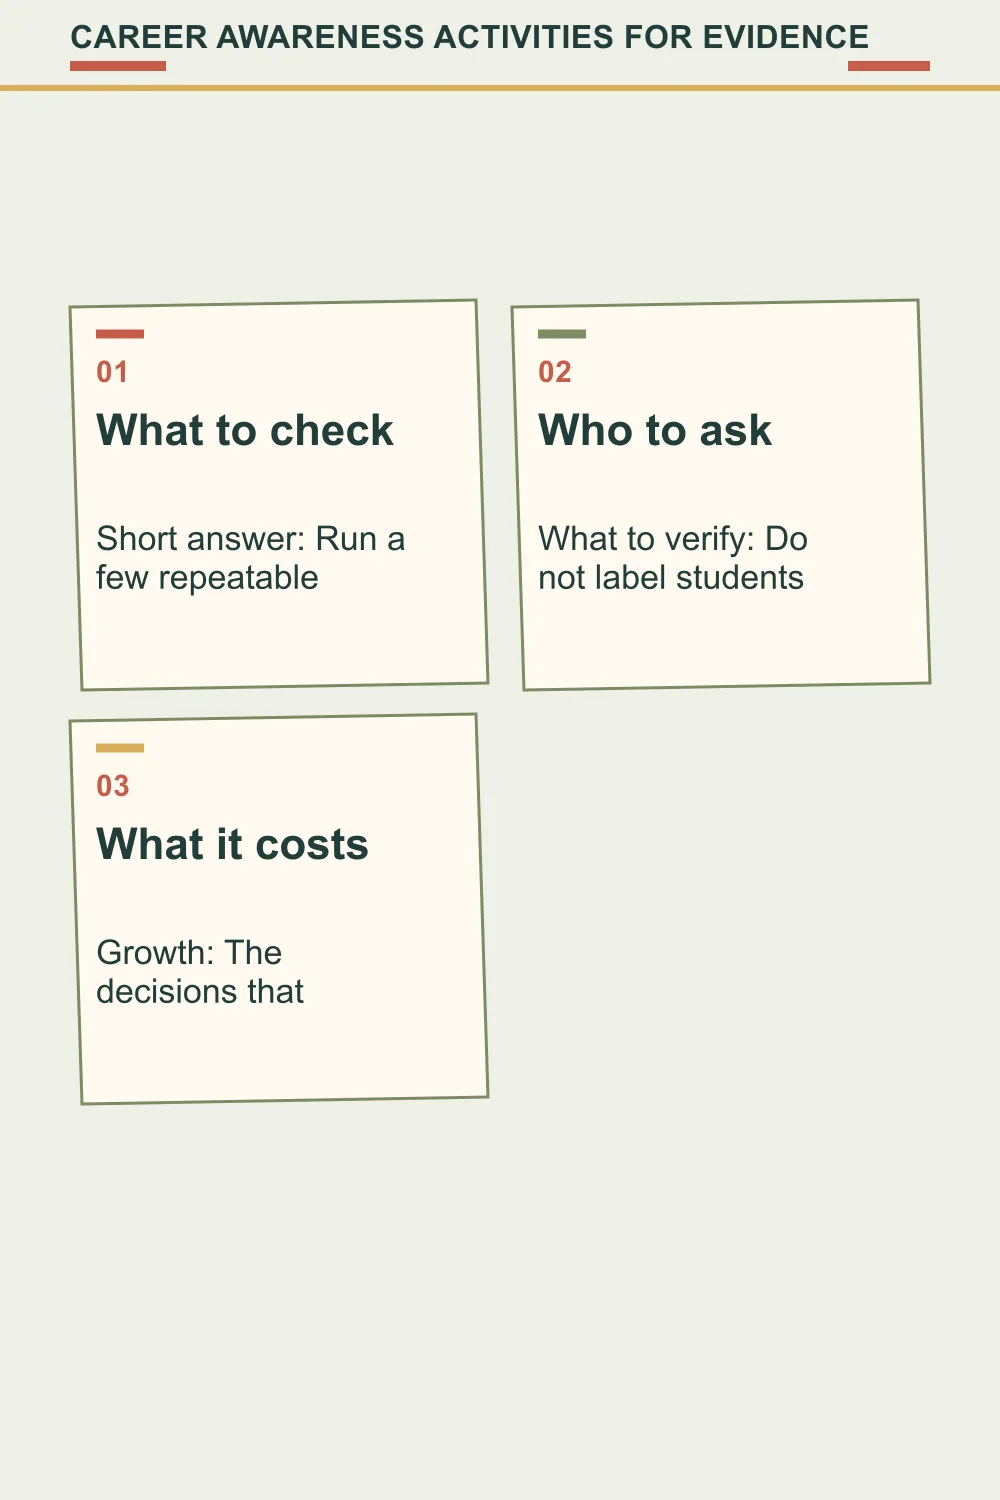 CAREER AWARENESS ACTIVITIES FOR EVIDENCE
01
What to check
Short answer: Run a
few repeatable
02
Who to ask
What to verify: Do
not label students
03
What it costs
Growth: The
decisions that